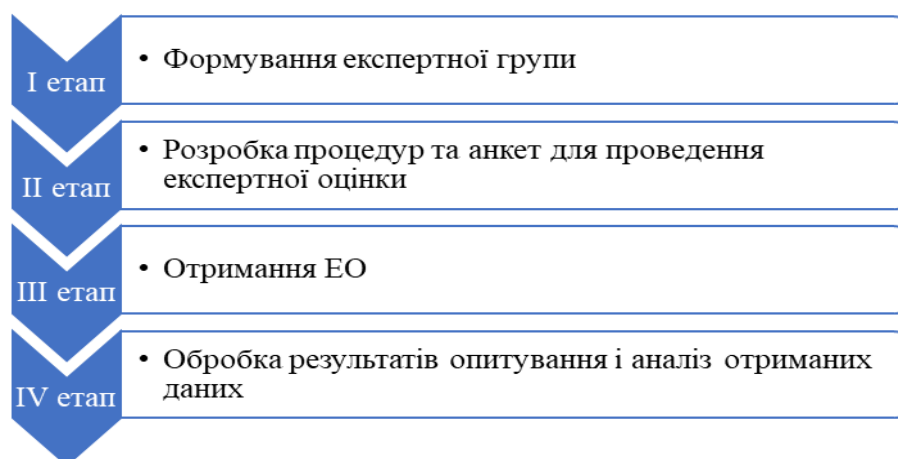 I етап
• Формування експертної групи
II етап
• Розробка процедур та анкет для проведення
експертної оцінки
III етап
• Отримання ЕО
IV етап
• Обробка результатів опитування і аналіз отриманих
даних